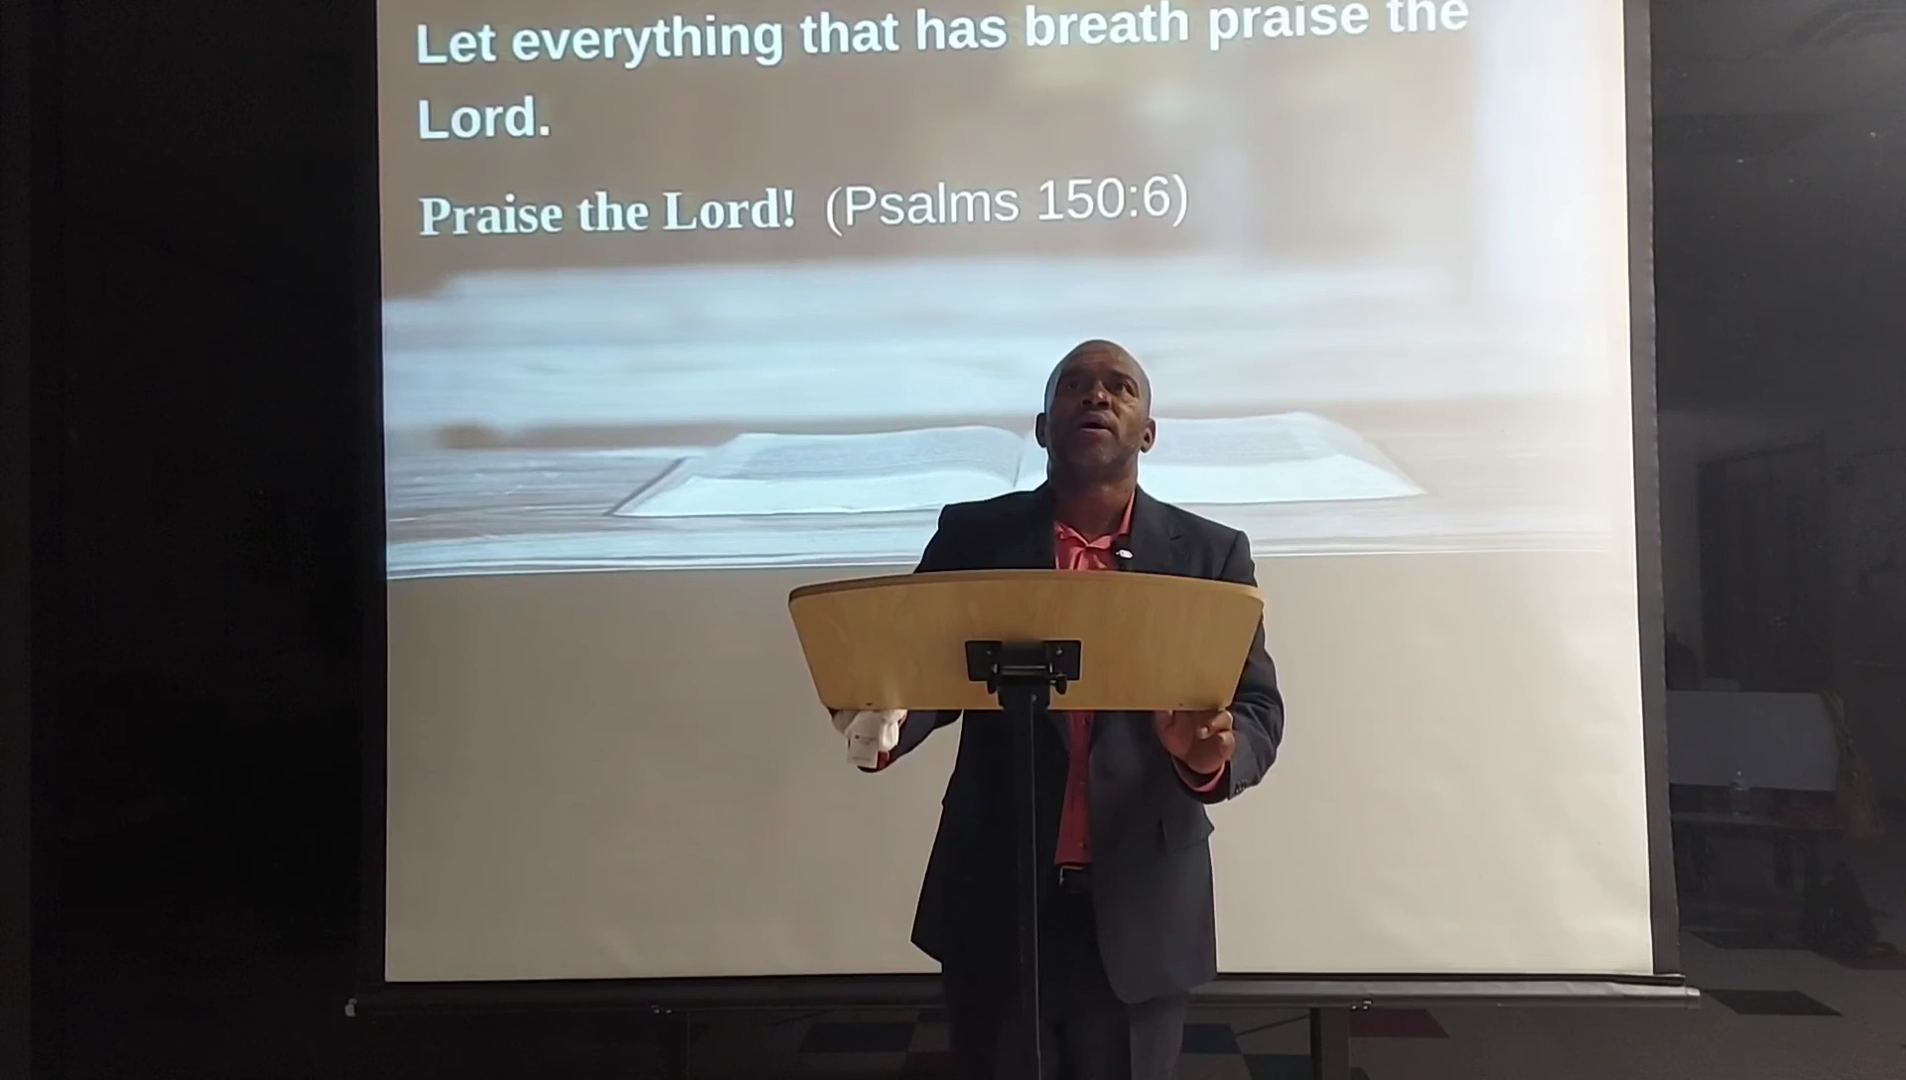 Let everything that has breath praise the
Lord.
Praise the Lord! (Psalms 150:6)